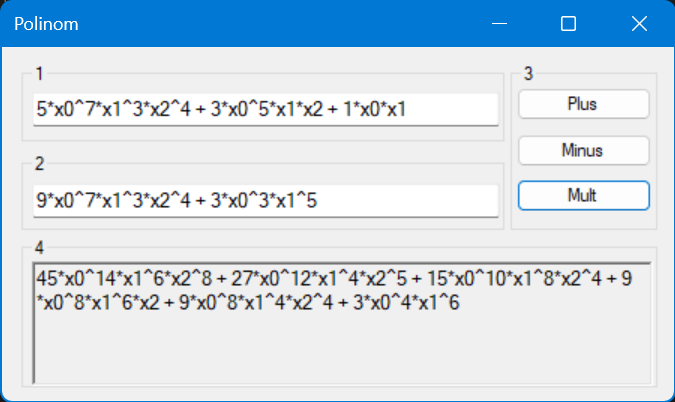 Polinom
1
5*x0^7*x1^3*x2^4 + 3*x0^5*x1*x2 + 1*x0*x1
2
9*x0^7*x1^3*x2^4 + 3*x0^3*x1^5
3
Plus
Minus
Mult
4
45*x0^14*x1^6*x2^8 + 27*x0^12*x1^4*x2^5 + 15*x0^10*x1^8*x2^4 + 9
*x0^8*x1^6*x2 + 9*x0^8*x1^4*x2^4 + 3*x0^4*x1^6